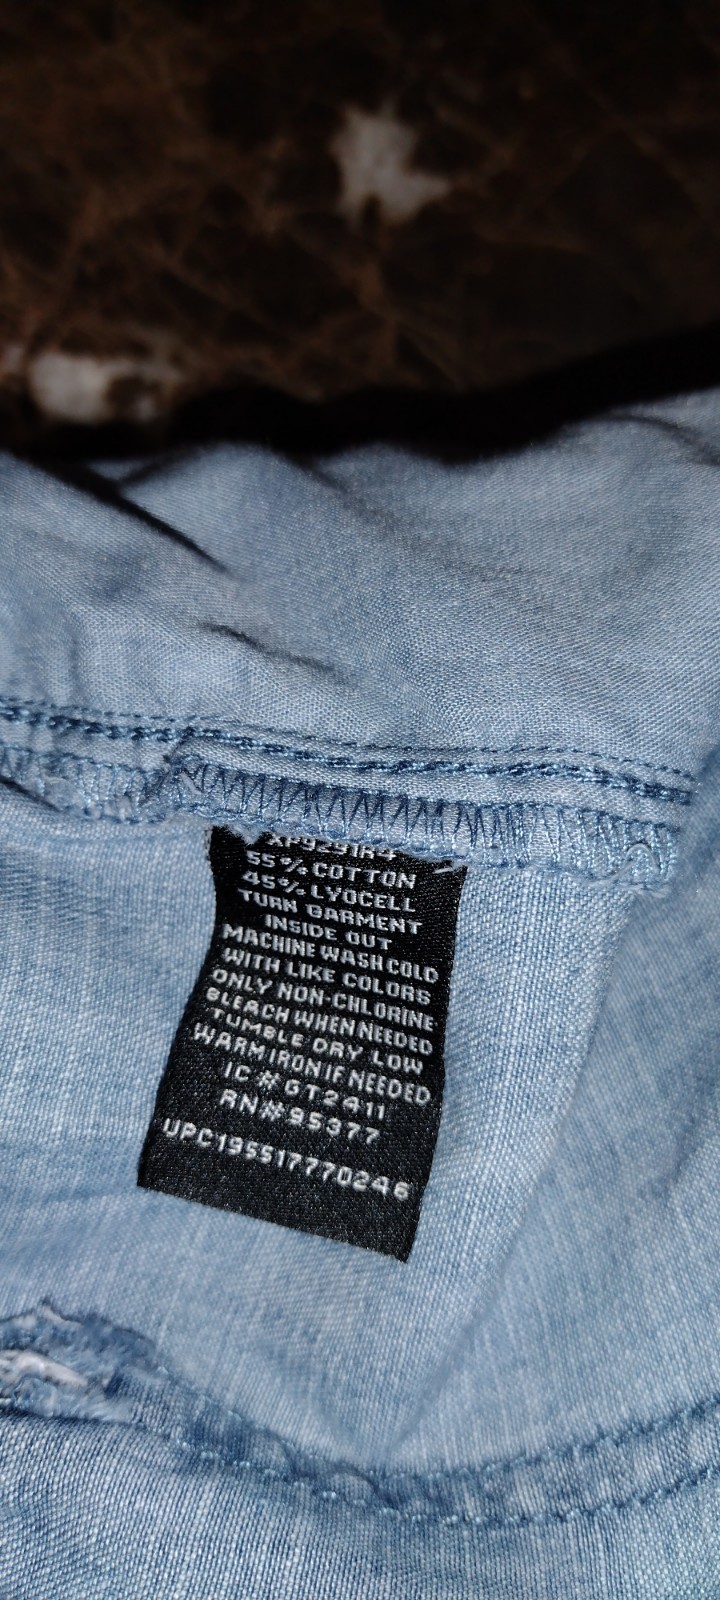 XP9291R4
55% COTTON
45% LYOCELL
TURN GARMENT
INSIDE OUT
MACHINE WASH COLD
WITH LIKE COLORS
ONLY NON-CHLORINE
BLEACH WHEN NEEDED
TUMBLE DRY LOW
WARM IRON IF NEEDED
IC # GT2411
RN# 95377
UPC195517770246